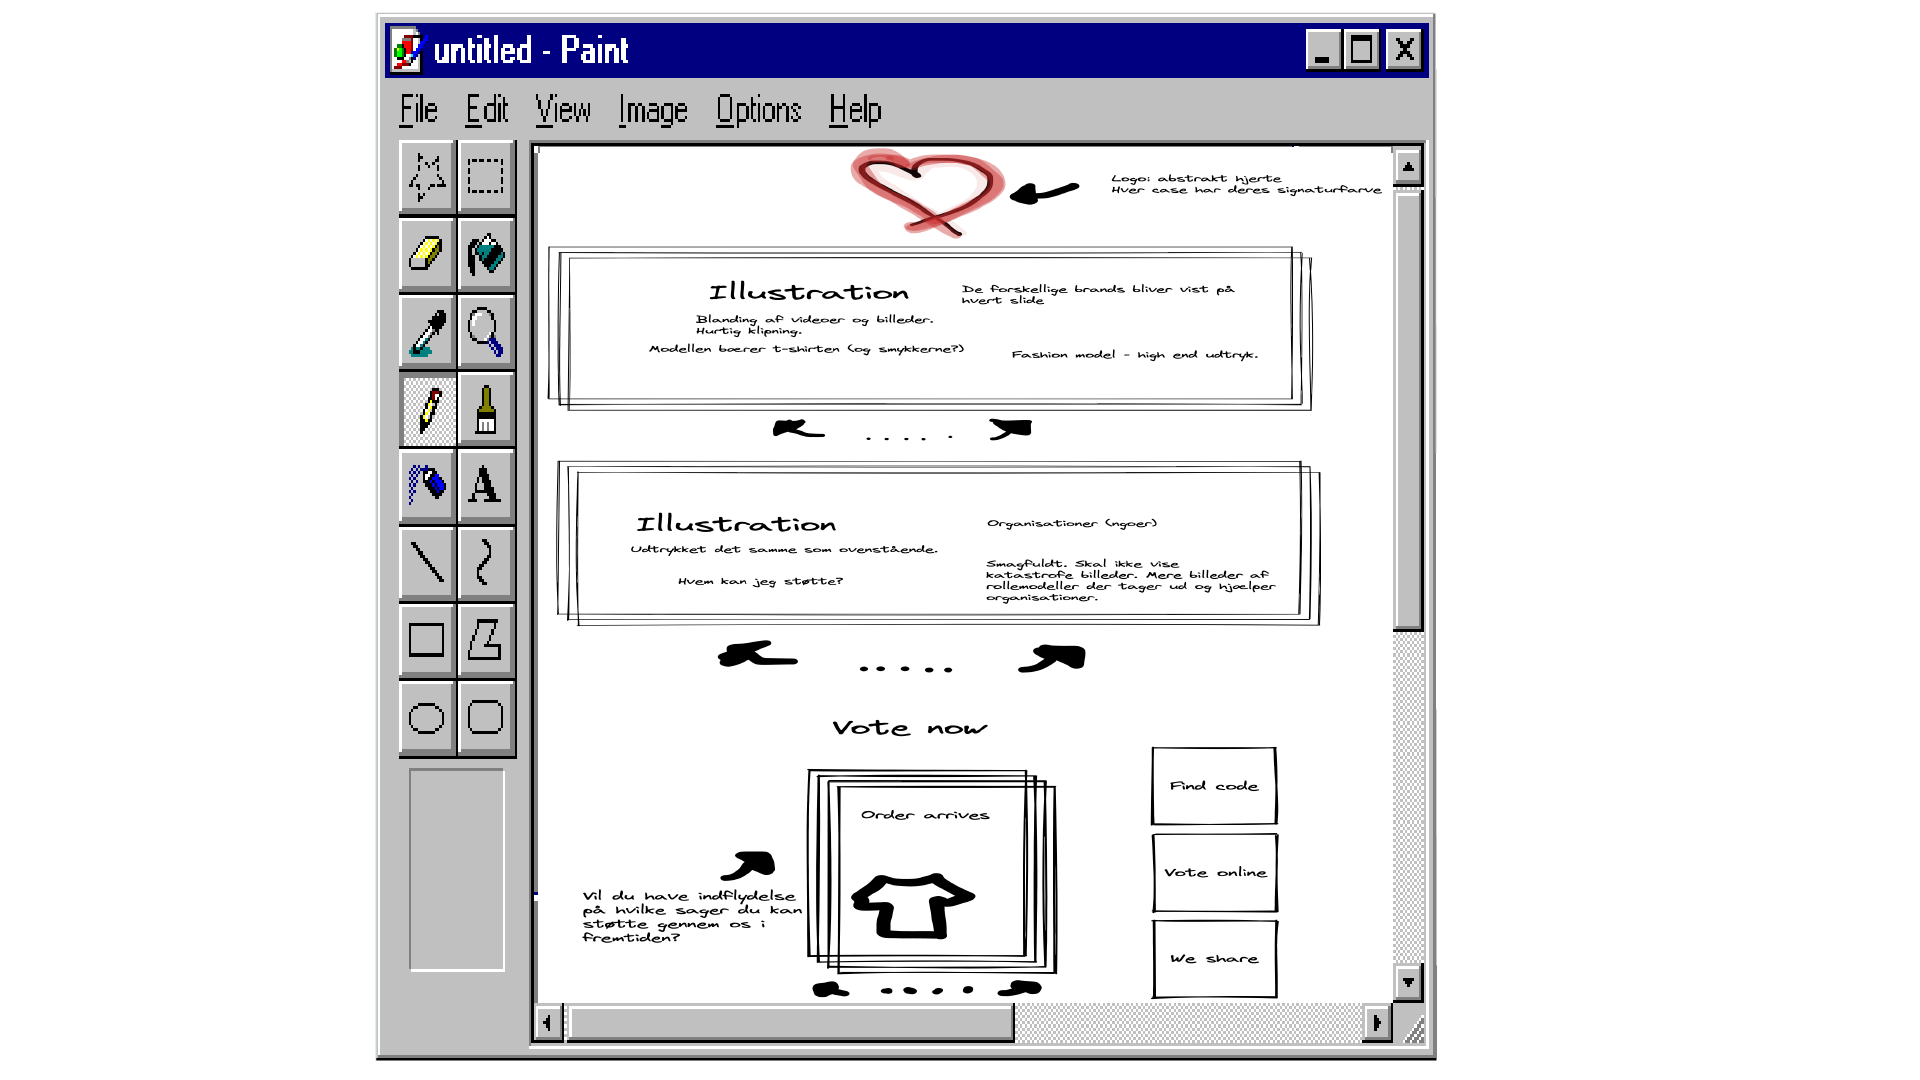 untitled - Paint
File Edit View Image Options Help
Logo: abstrakt hjerte
Hver case har deres signaturfarve
Illustration
De forskellige brands bliver vist på
hvert slide
Blanding af videoer og billeder.
Hurtig klipning.
Modellen bærer t-shirten (og smykkerne?)
Fashion model - high end udtryk.
Illustration
Organisationer (ngoer)
Udtrykket det samme som ovenstående.
Hvem kan jeg støtte?
Smagfuldt. Skal ikke vise
katastrofe billeder. Mere billeder af
rollemodeller der tager ud og hjælper
organisationer.
Vote now
Find code
Order arrives
Vote online
Vil du have indflydelse
på hvilke sager du kan
støtte gennem os i
fremtiden?
We share
A